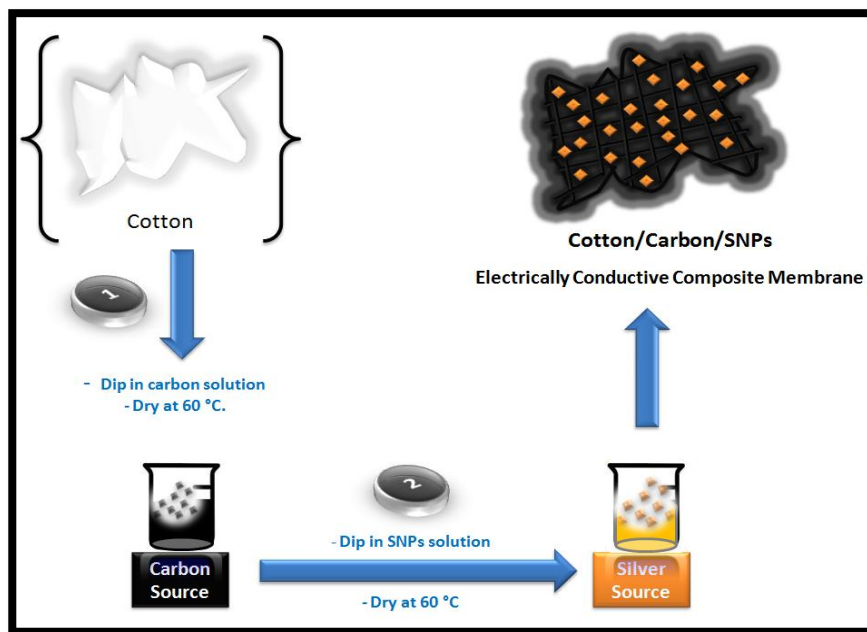 Cotton
1
- Dip in carbon solution
- Dry at 60 °C.
Carbon
Source
2
- Dip in SNPs solution
- Dry at 60 °C
Silver
Source
Cotton/Carbon/SNPs
Electrically Conductive Composite Membrane